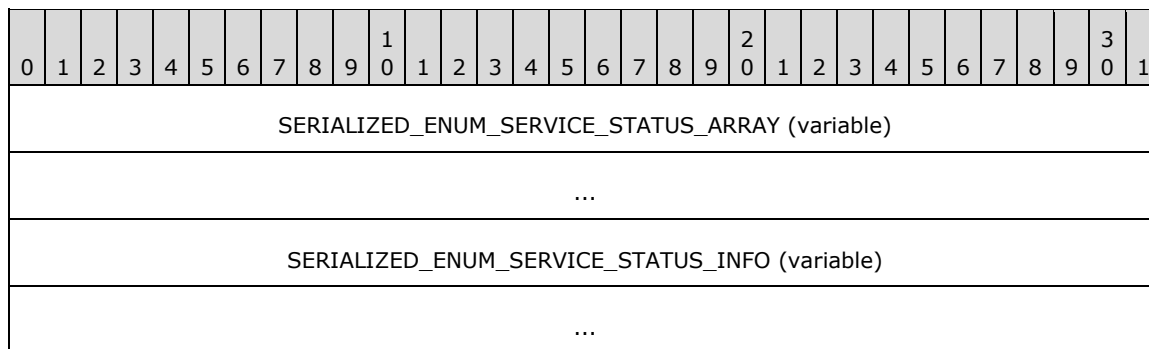 1 2 3
0 1 2 3 4 5 6 7 8 9 0 1 2 3 4 5 6 7 8 9 0 1 2 3 4 5 6 7 8 9 0 1
SERIALIZED_ENUM_SERVICE_STATUS_ARRAY (variable)
...
SERIALIZED_ENUM_SERVICE_STATUS_INFO (variable)
...